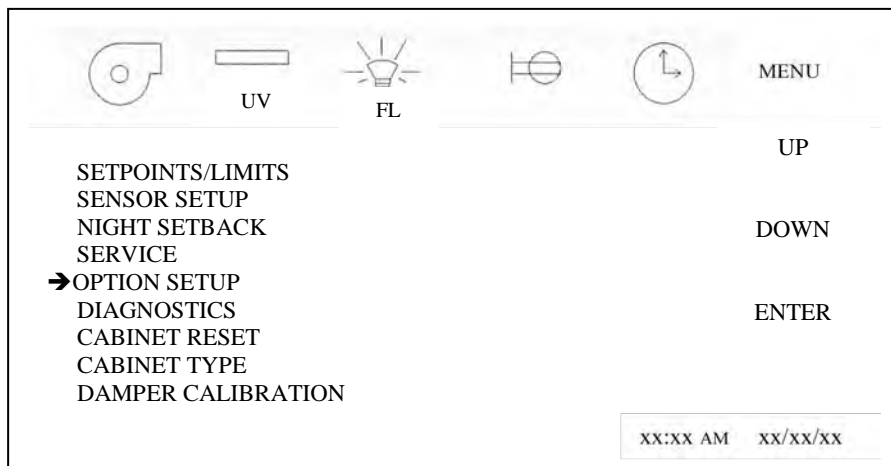 UV
FL
MENU
UP
SETPOINTS/LIMITS
SENSOR SETUP
NIGHT SETBACK
DOWN
SERVICE
➔OPTION SETUP
DIAGNOSTICS
ENTER
CABINET RESET
CABINET TYPE
DAMPER CALIBRATION
xx:xx AM xx/xx/xx